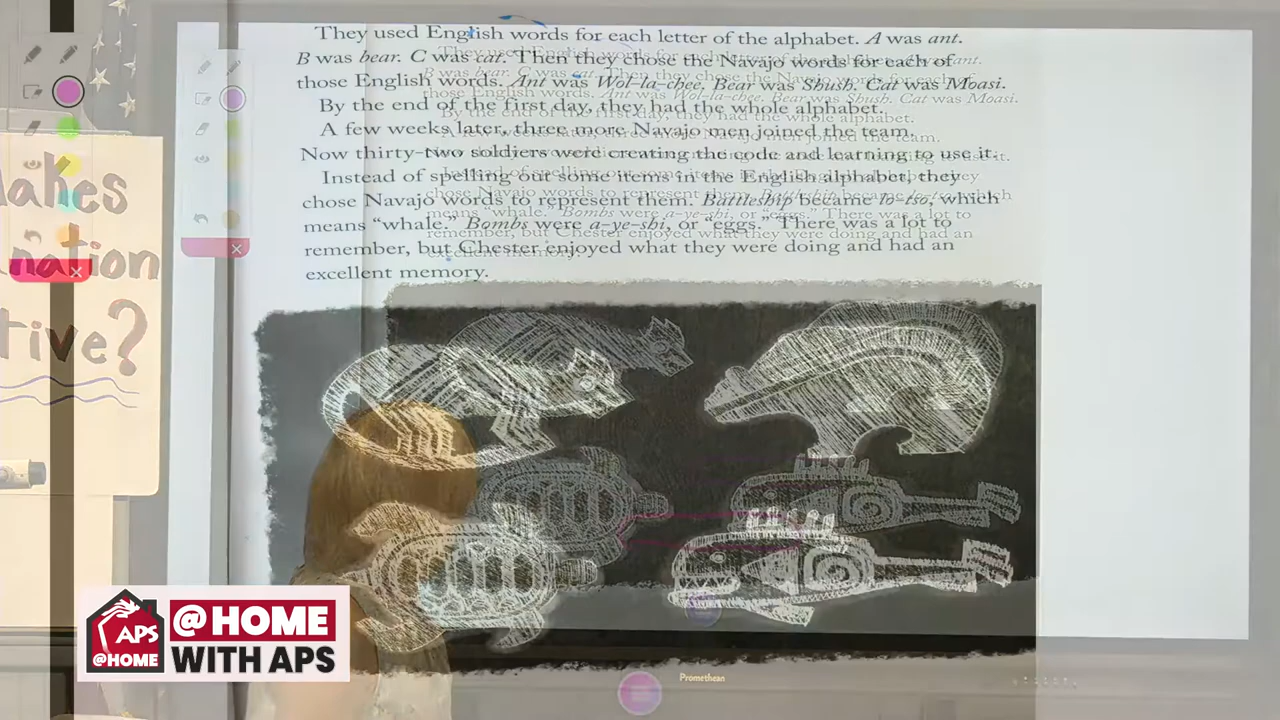 They used English words for each letter of the alphabet. A was ant.
B was bear. C was cat. Then they chose the Navajo words for each of
those English words. Ant was Wol-la-chee, Bear was Shush. Cat was Moasi.
By the end of the first day, they had the whole alphabet.
A few weeks later, three more Navajo men joined the team.
Now thirty-two soldiers were creating the code and learning to use it.
Instead of spelling out some items in the English alphabet, they
chose Navajo words to represent them. Battleship became lo-tso, which
means “whale.” Bombs were a-ye-shi, or “eggs.” There was a lot to
remember, but Chester enjoyed what they were doing and had an
excellent memory.
akes
nation
tive?
APS
@HOME
@HOME
WITH APS
Promethean